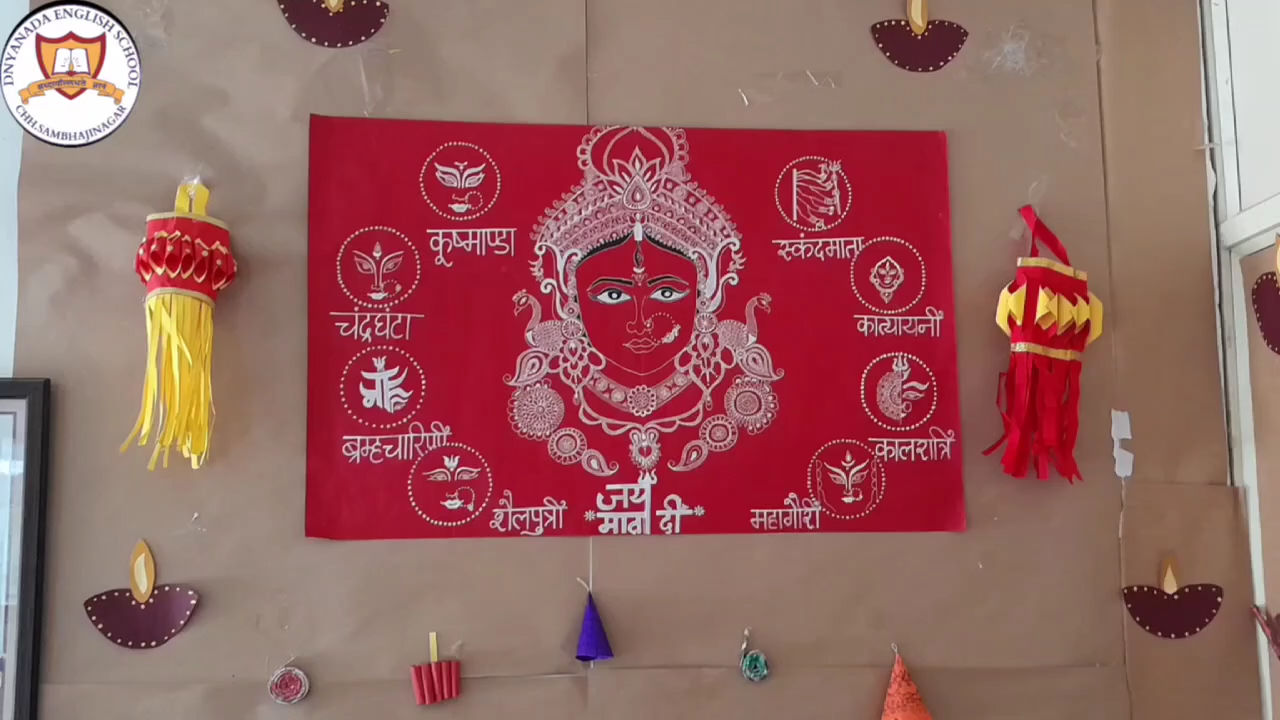 DNYANADA ENGLISH SCHOOL
CHH.SAMBHAJINAGAR
कूष्माण्डा
स्कंदमाता
चंद्रघंटा
कात्यायनीं
माँ
ब्रम्हचारिणीं
कालरात्रिं
शैलपुत्रीं
जय
माता दी
महागौरीं